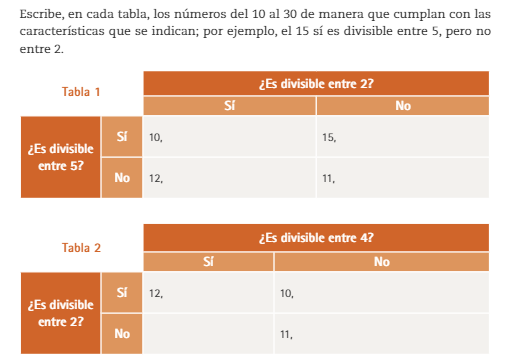 Escribe, en cada tabla, los números del 10 al 30 de manera que cumplan con las
características que se indican; por ejemplo, el 15 sí es divisible entre 5, pero no
entre 2.
Tabla 1
¿Es divisible entre 2?
Sí
No
¿Es divisible
entre 5?
Sí
10,
15,
No
12,
11,
Tabla 2
¿Es divisible entre 4?
Sí
No
¿Es divisible
entre 2?
Sí
12,
10,
No
11,